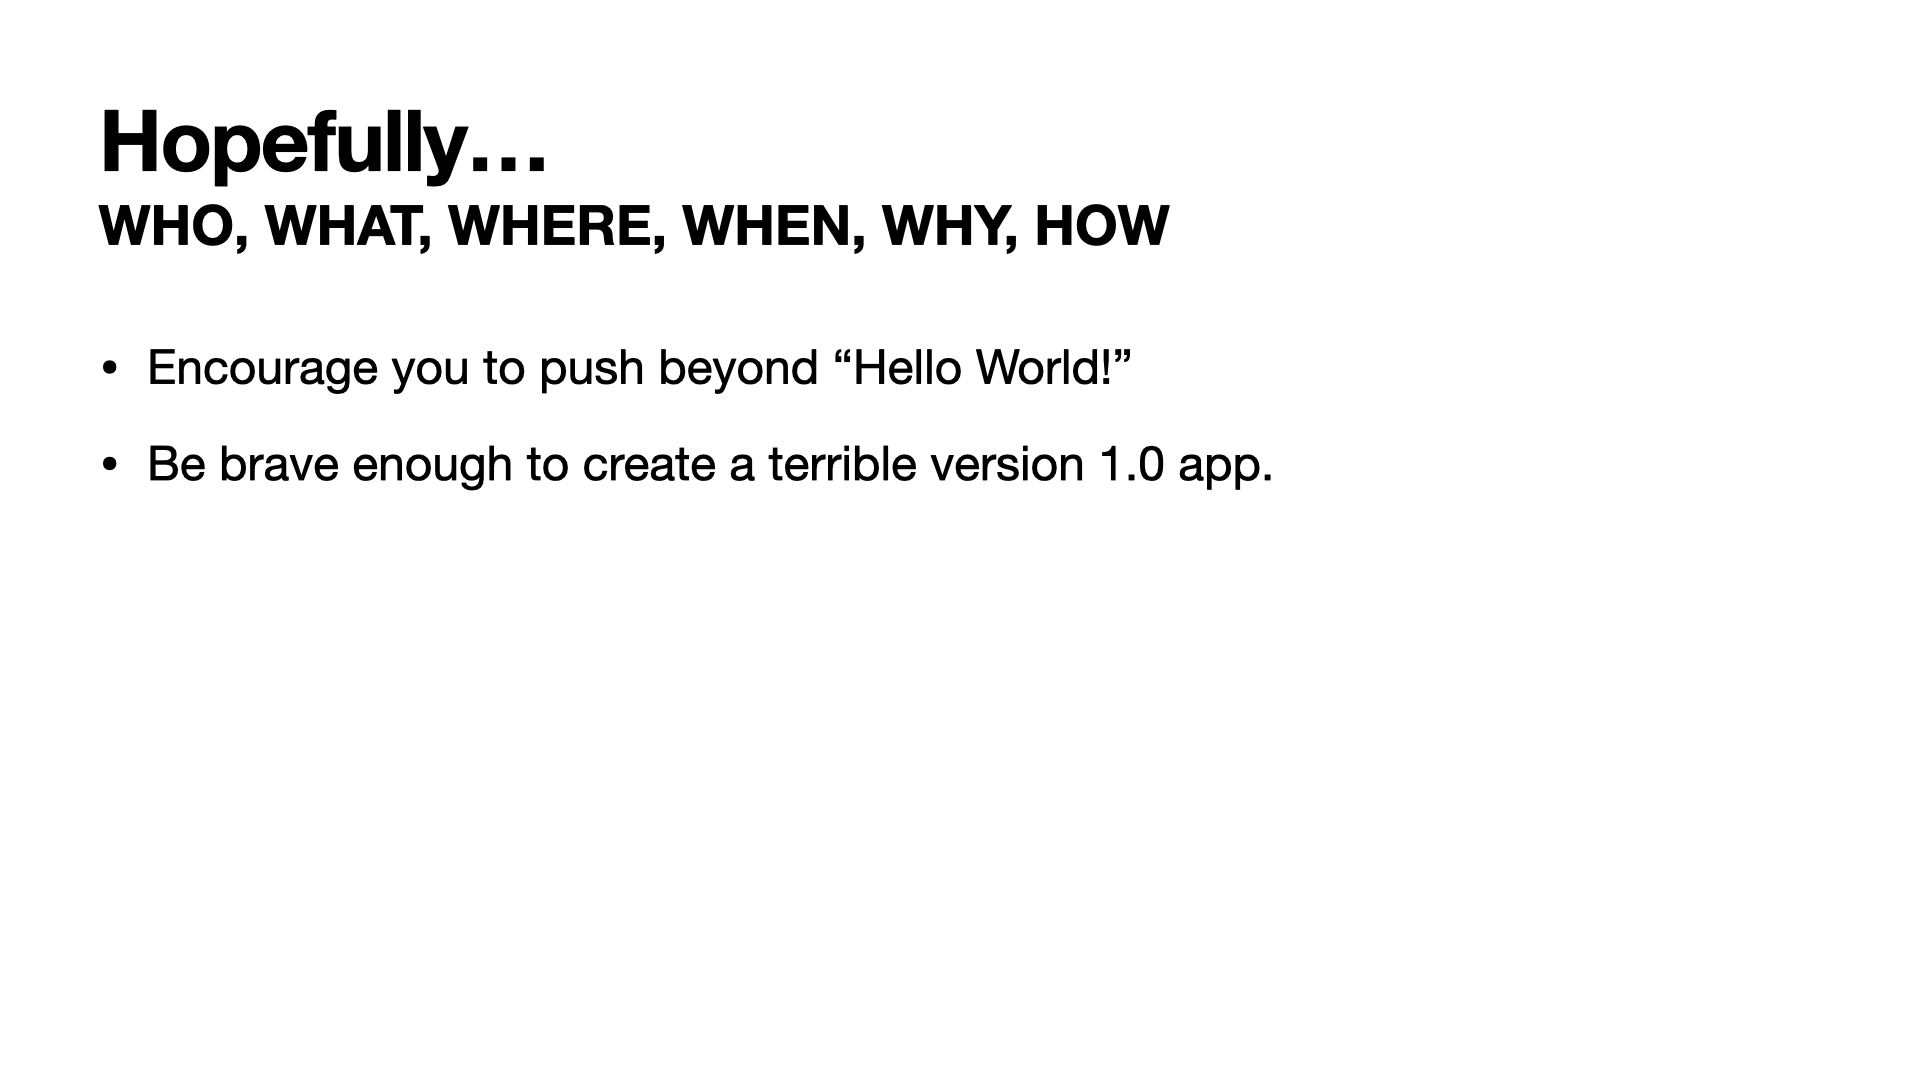 Hopefully…
WHO, WHAT, WHERE, WHEN, WHY, HOW
• Encourage you to push beyond “Hello World!”
• Be brave enough to create a terrible version 1.0 app.